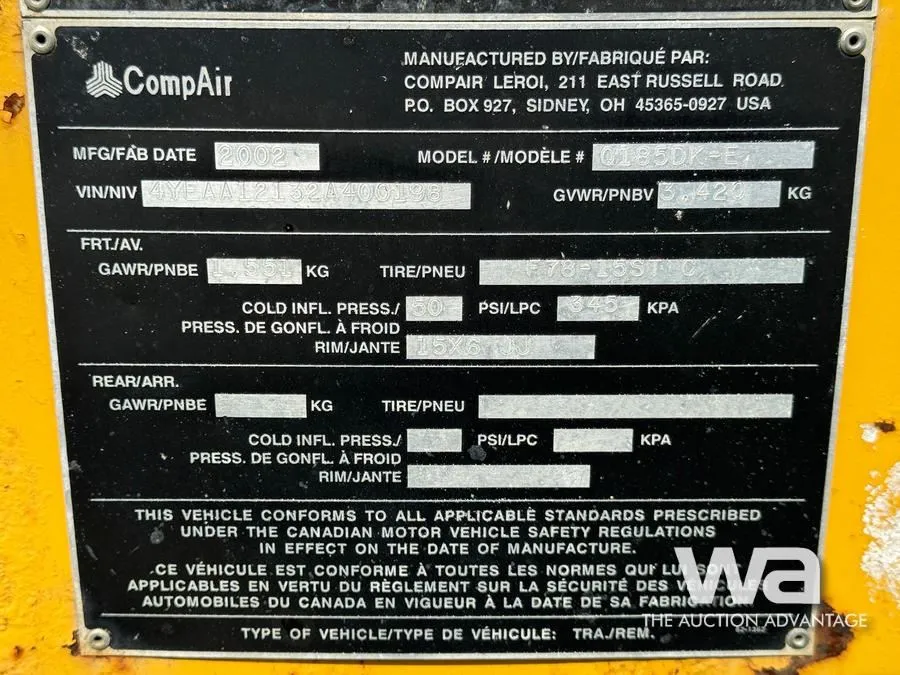 CompAir
MANUFACTURED BY/FABRIQUÉ PAR:
COMPAIR LEROI, 211 EAST RUSSELL ROAD
P.O. BOX 927, SIDNEY, OH 45365-0927 USA
MFG/FAB DATE 2002 MODEL #/MODÈLE # Q185DK-E
VIN/NIV 4YEAA12132A400198 GVWR/PNBV 3,420 KG
FRT./AV.
GAWR/PNBE 1,551 KG TIRE/PNEU F78-15ST C
COLD INFL. PRESS./ 50 PSI/LPC 345 KPA
PRESS. DE GONFL. À FROID
RIM/JANTE 15X6 JJ
REAR/ARR.
GAWR/PNBE KG TIRE/PNEU
COLD INFL. PRESS./ PSI/LPC KPA
PRESS. DE GONFL. À FROID
RIM/JANTE
THIS VEHICLE CONFORMS TO ALL APPLICABLE STANDARDS PRESCRIBED
UNDER THE CANADIAN MOTOR VEHICLE SAFETY REGULATIONS
IN EFFECT ON THE DATE OF MANUFACTURE.
CE VÉHICULE EST CONFORME À TOUTES LES NORMES QUI LUI SONT
APPLICABLES EN VERTU DU RÈGLEMENT SUR LA SÉCURITÉ DES VÉHICULES
AUTOMOBILES DU CANADA EN VIGUEUR À LA DATE DE SA FABRICATION.
wa
THE AUCTION ADVANTAGE
TYPE OF VEHICLE/TYPE DE VÉHICULE: TRA./REM.